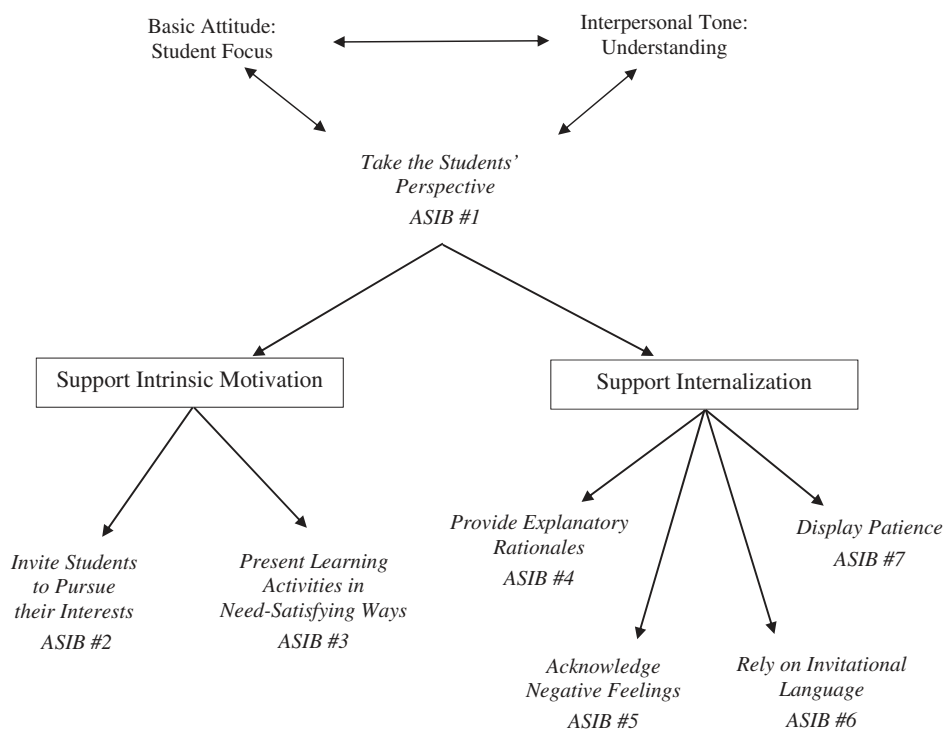 Basic Attitude:
Student Focus
Interpersonal Tone:
Understanding
Take the Students’
Perspective
ASIB #1
Support Intrinsic Motivation
Support Internalization
Invite Students
to Pursue
their Interests
ASIB #2
Present Learning
Activities in
Need-Satisfying Ways
ASIB #3
Provide Explanatory
Rationales
ASIB #4
Acknowledge
Negative Feelings
ASIB #5
Rely on Invitational
Language
ASIB #6
Display Patience
ASIB #7